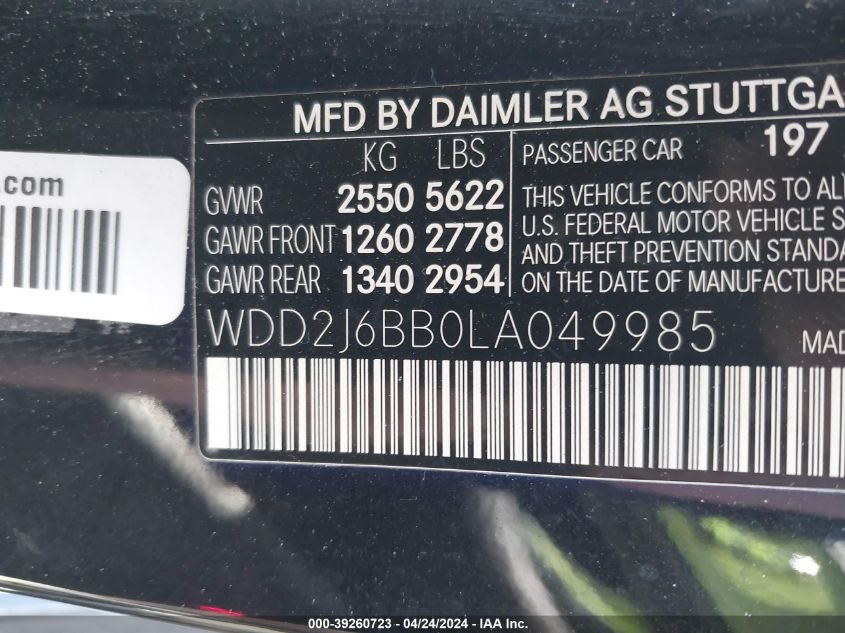 MFD BY DAIMLER AG STUTTGA
KG LBS
GVWR 2550 5622
GAWR FRONT 1260 2778
GAWR REAR 1340 2954
PASSENGER CAR 197
THIS VEHICLE CONFORMS TO AL
U.S. FEDERAL MOTOR VEHICLE S
AND THEFT PREVENTION STANDA
ON THE DATE OF MANUFACTURE
WDD2J6BB0LA049985
MAD
.com
000-39260723 - 04/24/2024 - IAA Inc.